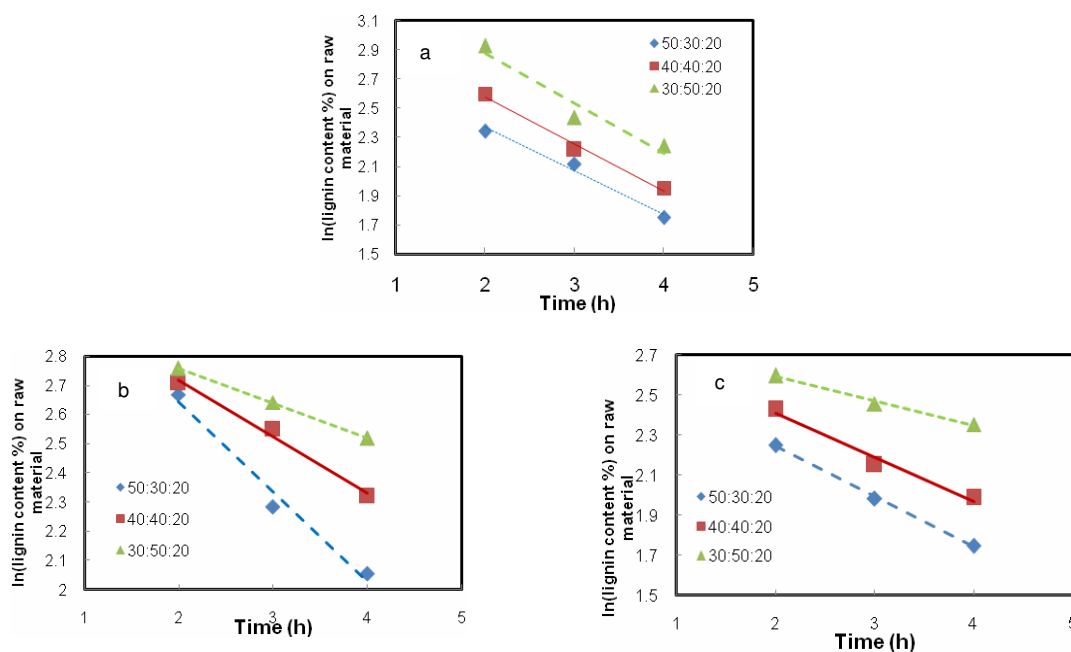 a
ln(lignin content %) on raw
material
3.1
2.9
2.7
2.5
2.3
2.1
1.9
1.7
1.5
50:30:20
40:40:20
30:50:20
1 2 3 4 5
Time (h)
b
ln(lignin content %) on raw
material
2.8
2.7
2.6
2.5
2.4
2.3
2.2
2.1
2
50:30:20
40:40:20
30:50:20
1 2 3 4 5
Time (h)
c
ln(lignin content %) on raw
material
2.7
2.5
2.3
2.1
1.9
1.7
1.5
50:30:20
40:40:20
30:50:20
1 2 3 4 5
Time (h)